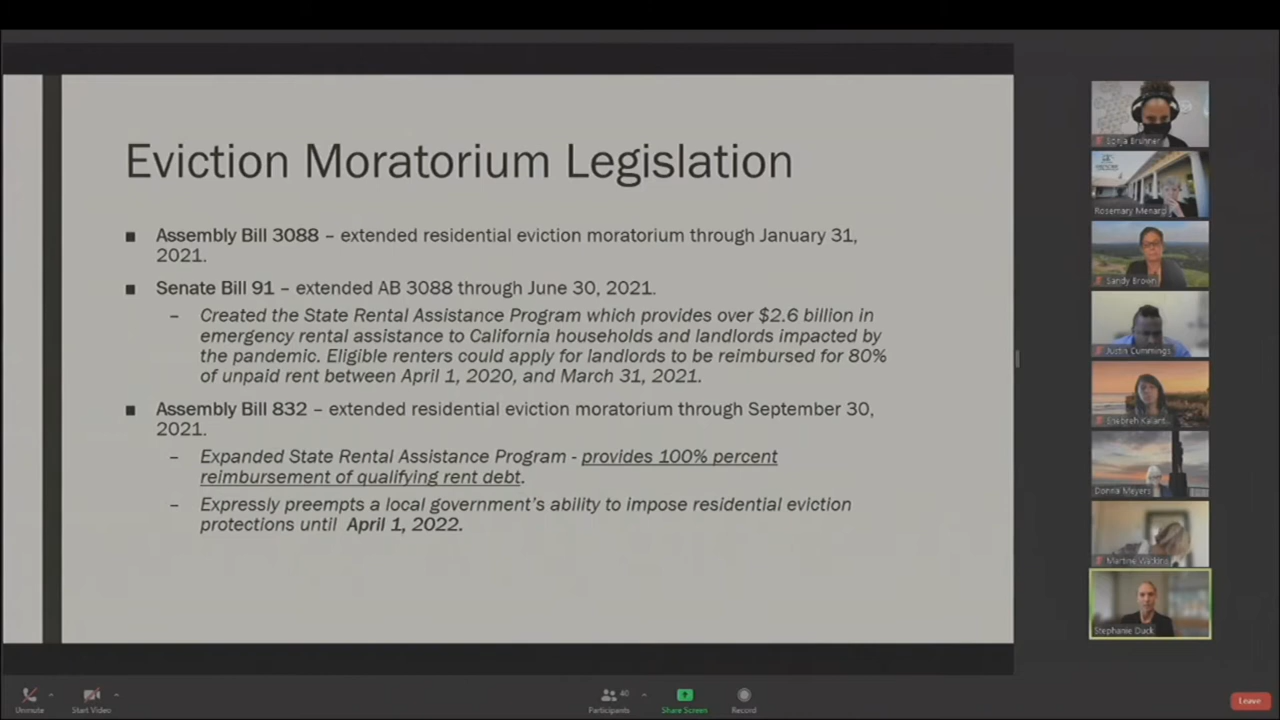 Eviction Moratorium Legislation
■ Assembly Bill 3088 – extended residential eviction moratorium through January 31,
2021.
■ Senate Bill 91 – extended AB 3088 through June 30, 2021.
– Created the State Rental Assistance Program which provides over $2.6 billion in
emergency rental assistance to California households and landlords impacted by
the pandemic. Eligible renters could apply for landlords to be reimbursed for 80%
of unpaid rent between April 1, 2020, and March 31, 2021.
■ Assembly Bill 832 – extended residential eviction moratorium through September 30,
2021.
– Expanded State Rental Assistance Program - provides 100% percent
reimbursement of qualifying rent debt.
– Expressly preempts a local government's ability to impose residential eviction
protections until April 1, 2022.
Sonja Bruhner
Rosemary Menard
Sandy Brown
Justin Cummings
Donna Meyers
Martine Watkins
Stephanie Duck
Unmute
Start Video
40
Participants
Share Screen
Record
Leave